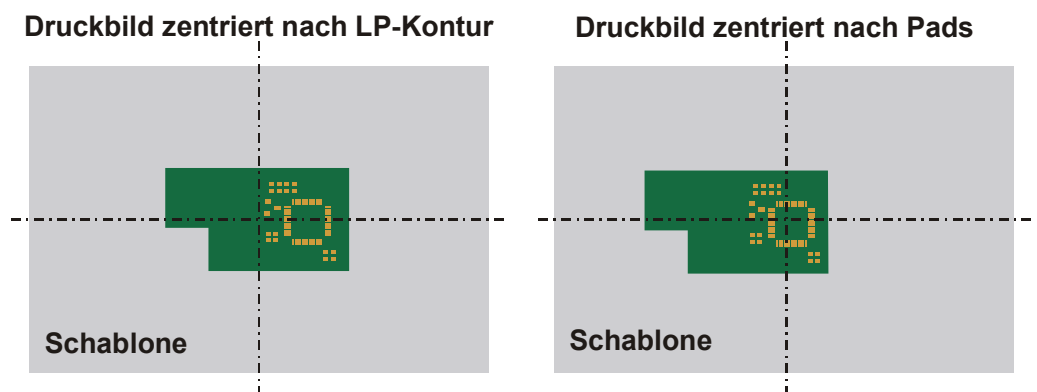 Druckbild zentriert nach LP-Kontur
Druckbild zentriert nach Pads
Schablone
Schablone